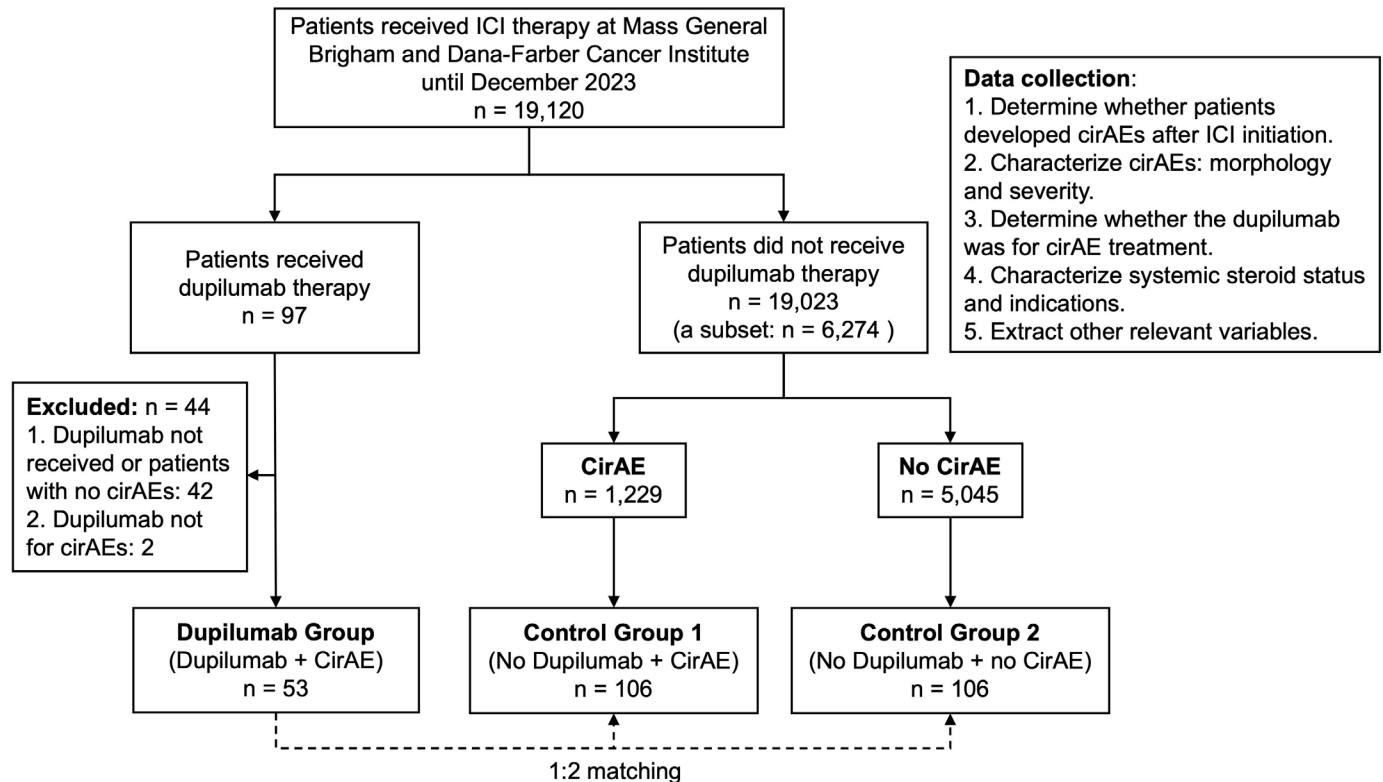 Patients received ICI therapy at Mass General
Brigham and Dana-Farber Cancer Institute
until December 2023
n = 19,120
Data collection:
1. Determine whether patients
developed cirAEs after ICI initiation.
2. Characterize cirAEs: morphology
and severity.
3. Determine whether the dupilumab
was for cirAE treatment.
4. Characterize systemic steroid status
and indications.
5. Extract other relevant variables.
Patients received
dupilumab therapy
n = 97
Patients did not receive
dupilumab therapy
n = 19,023
(a subset: n = 6,274 )
Excluded: n = 44
1. Dupilumab not
received or patients
with no cirAEs: 42
2. Dupilumab not
for cirAEs: 2
CirAE
n = 1,229
No CirAE
n = 5,045
Dupilumab Group
(Dupilumab + CirAE)
n = 53
Control Group 1
(No Dupilumab + CirAE)
n = 106
Control Group 2
(No Dupilumab + no CirAE)
n = 106
1:2 matching